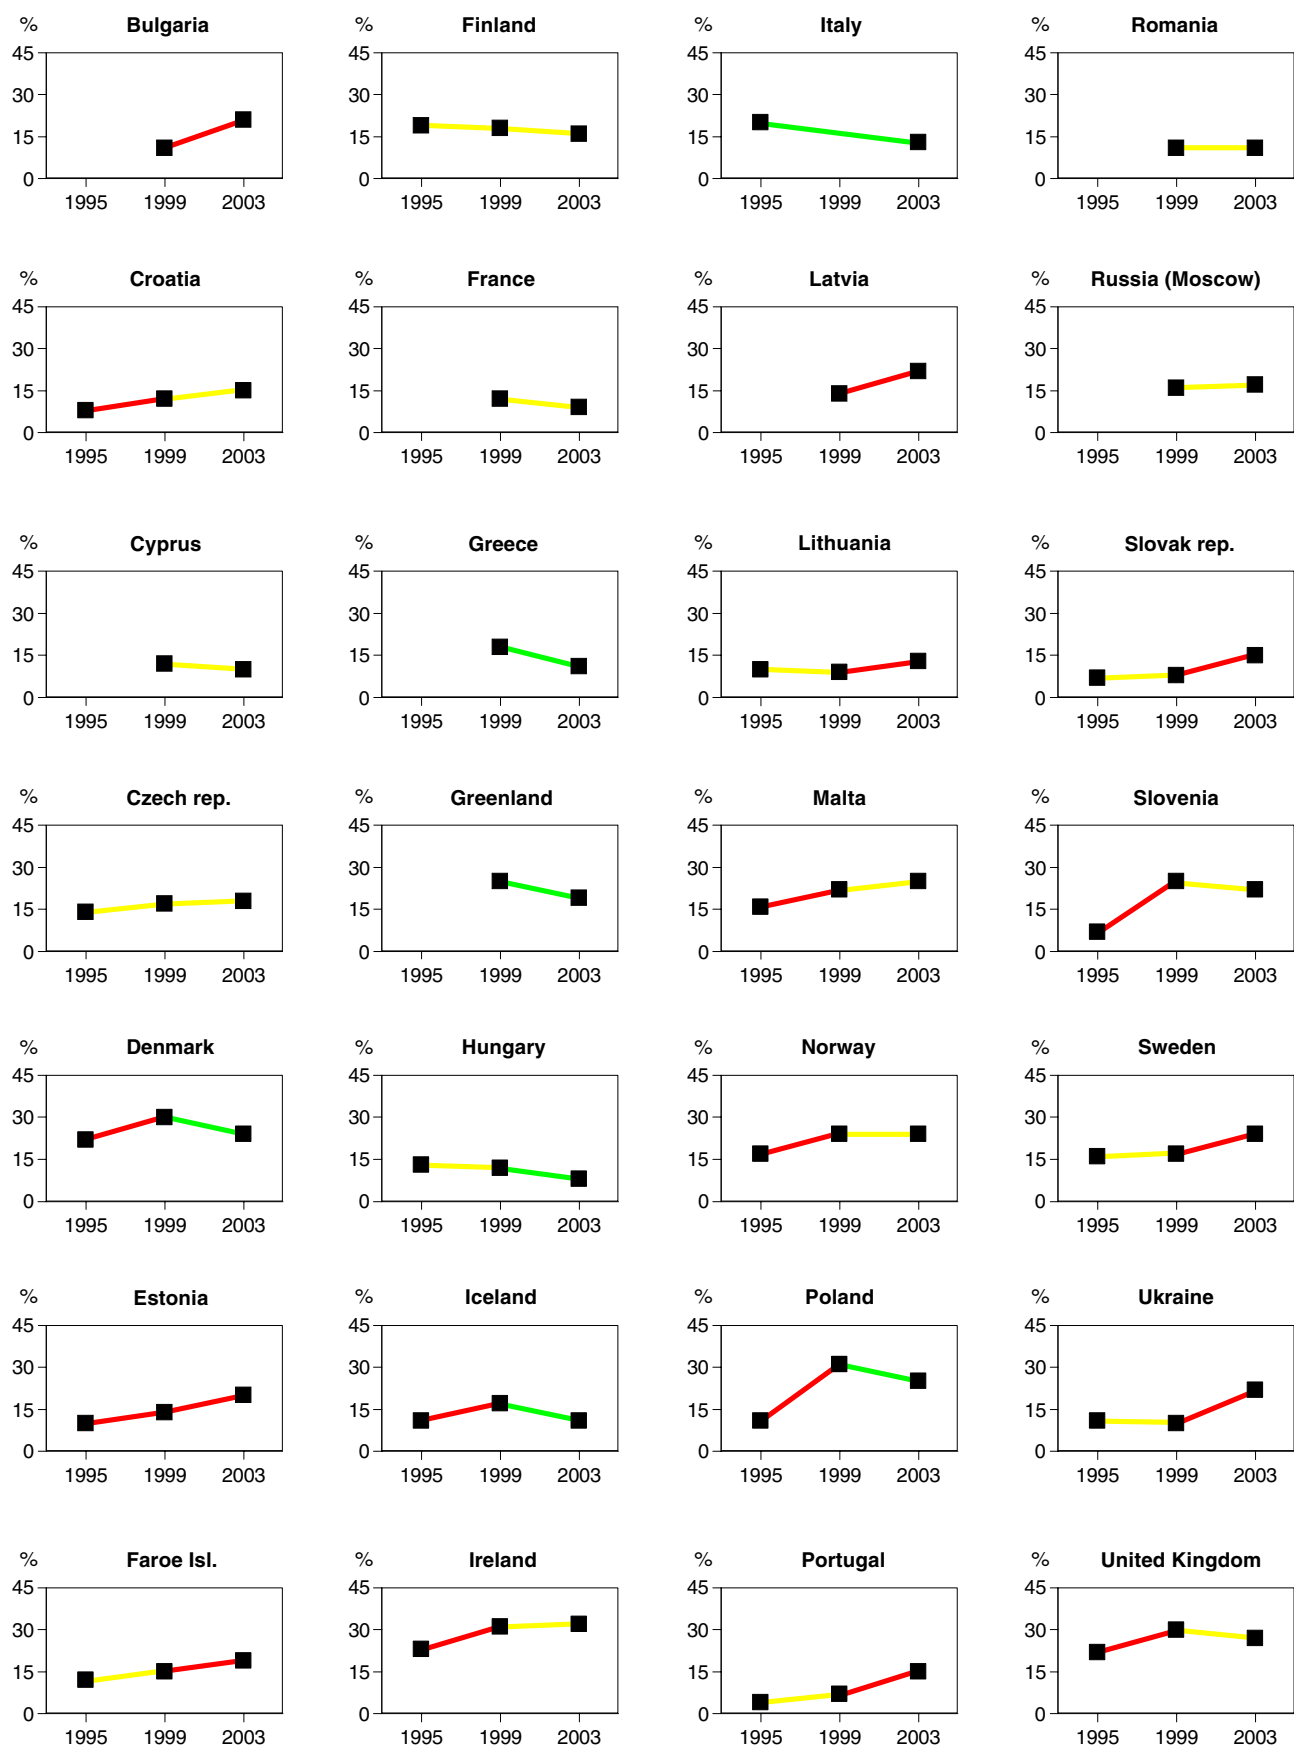 % Bulgaria % Finland % Italy % Romania
45 45 45 45
30 30 30 30
15 15 15 15
0 0 0 0
1995 1999 2003 1995 1999 2003 1995 1999 2003 1995 1999 2003
% Croatia % France % Latvia % Russia (Moscow)
45 45 45 45
30 30 30 30
15 15 15 15
0 0 0 0
1995 1999 2003 1995 1999 2003 1995 1999 2003 1995 1999 2003
% Cyprus % Greece % Lithuania % Slovak rep.
45 45 45 45
30 30 30 30
15 15 15 15
0 0 0 0
1995 1999 2003 1995 1999 2003 1995 1999 2003 1995 1999 2003
% Czech rep. % Greenland % Malta % Slovenia
45 45 45 45
30 30 30 30
15 15 15 15
0 0 0 0
1995 1999 2003 1995 1999 2003 1995 1999 2003 1995 1999 2003
% Denmark % Hungary % Norway % Sweden
45 45 45 45
30 30 30 30
15 15 15 15
0 0 0 0
1995 1999 2003 1995 1999 2003 1995 1999 2003 1995 1999 2003
% Estonia % Iceland % Poland % Ukraine
45 45 45 45
30 30 30 30
15 15 15 15
0 0 0 0
1995 1999 2003 1995 1999 2003 1995 1999 2003 1995 1999 2003
% Faroe Isl. % Ireland % Portugal % United Kingdom
45 45 45 45
30 30 30 30
15 15 15 15
0 0 0 0
1995 1999 2003 1995 1999 2003 1995 1999 2003 1995 1999 2003